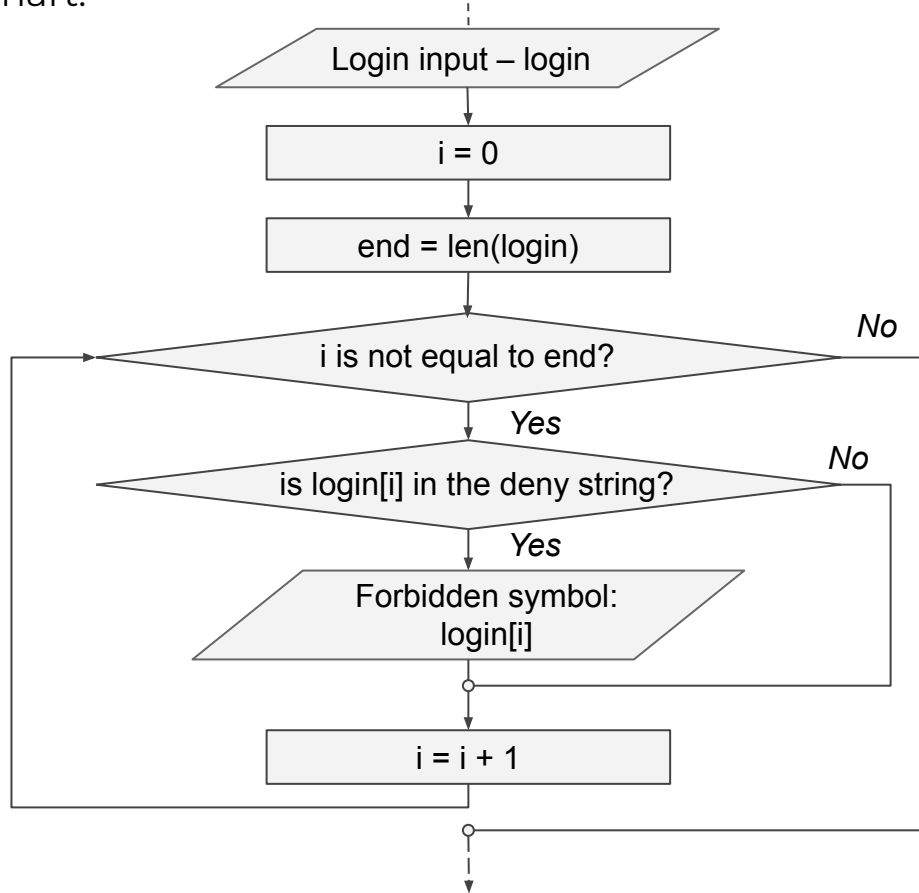 Login input – login
i = 0
end = len(login)
i is not equal to end?
No
Yes
is login[i] in the deny string?
No
Yes
Forbidden symbol:
login[i]
i = i + 1